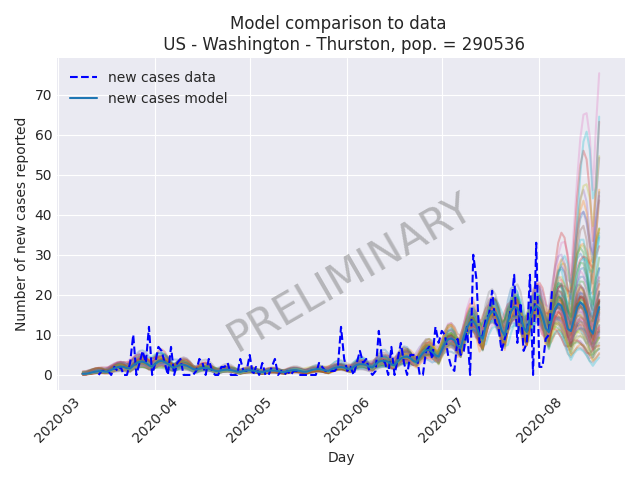 Model comparison to data
US - Washington - Thurston, pop. = 290536
new cases data
new cases model
PRELIMINARY
Number of new cases reported
70
60
50
40
30
20
10
0
2020-03
2020-04
2020-05
2020-06
2020-07
2020-08
Day